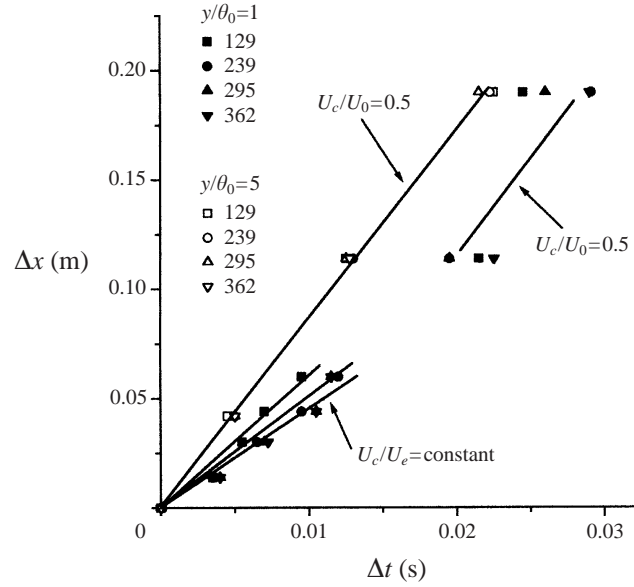 y/θ0=1
129
239
295
362
y/θ0=5
129
239
295
362
Uc/U0=0.5
Uc/U0=0.5
Uc/Ue=constant
0.20
0.15
0.10
0.05
Δx (m)
0
0.01
0.02
0.03
Δt (s)